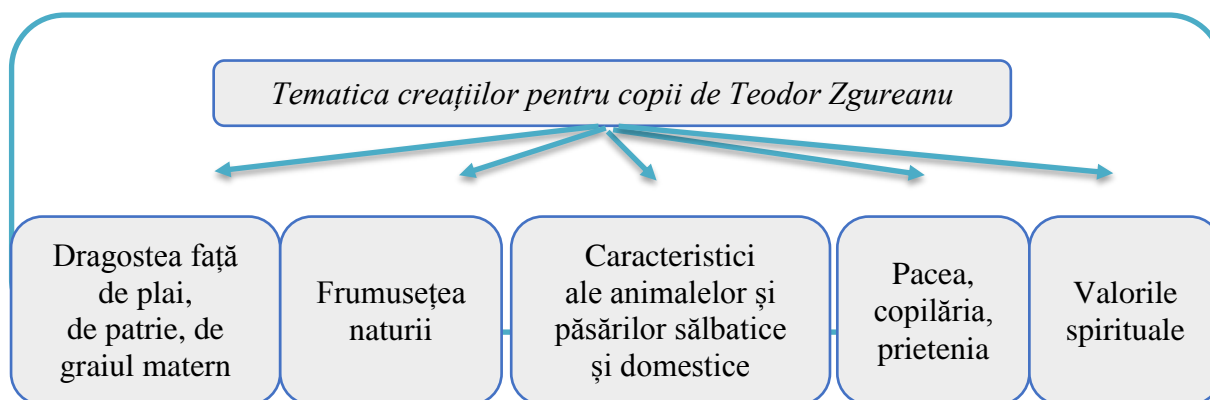 Tematica creațiilor pentru copii de Teodor Zgureanu
Dragostea față
de plai,
de patrie, de
graiul matern
Frumusețea
naturii
Caracteristici
ale animalelor și
păsărilor sălbatice
și domestice
Pacea,
copilăria,
prietenia
Valorile
spirituale